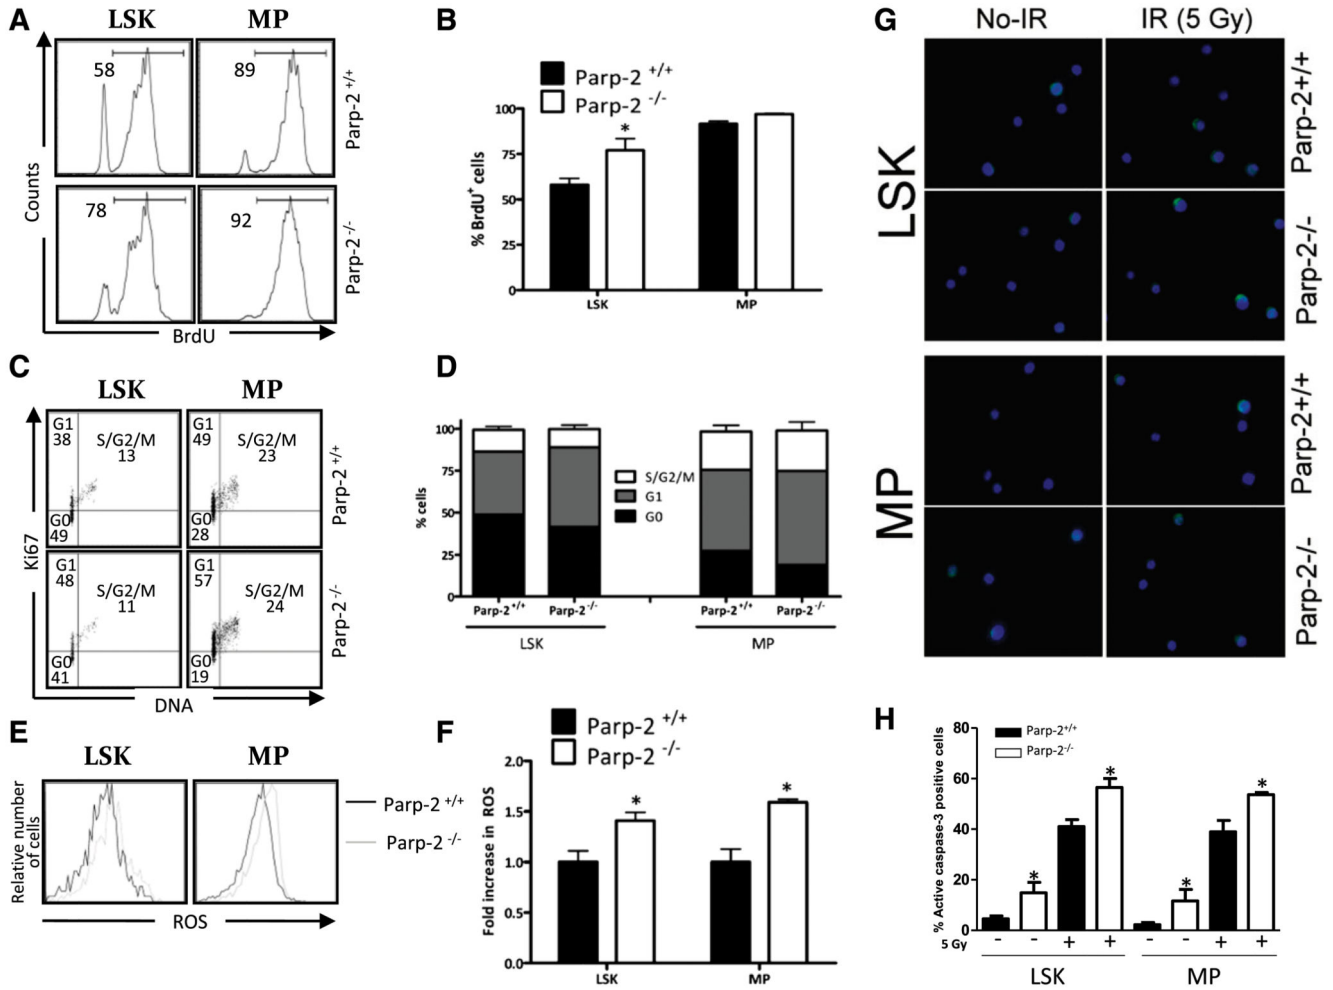 A
LSK MP
58
89
Parp-2 +/+
78
92
Parp-2 -/-
Counts
BrdU
B
Parp-2 +/+
Parp-2 -/-
100
75
50
25
0
% BrdU+ cells
*
LSK MP
C
LSK MP
G1
38
S/G2/M
13
G0
49
G1
49
S/G2/M
23
G0
28
Parp-2 +/+
G1
48
S/G2/M
11
G0
41
G1
57
S/G2/M
24
G0
19
Parp-2 -/-
Ki67
DNA
D
100
75
50
25
0
% cells
S/G2/M
G1
G0
Parp-2 +/+ Parp-2 -/- Parp-2 +/+ Parp-2 -/-
LSK MP
E
LSK MP
Relative number
of cells
ROS
Parp-2 +/+
Parp-2 -/-
F
Parp-2 +/+
Parp-2 -/-
2.0
1.5
1.0
0.5
0.0
Fold increase in ROS
* *
LSK MP
G
No-IR IR (5 Gy)
LSK
Parp-2+/+
Parp-2-/-
MP
Parp-2+/+
Parp-2-/-
H
Parp-2+/+
Parp-2-/-
80
60
40
20
0
% Active caspase-3 positive cells
* * * *
5 Gy - - + + - - + +
LSK MP